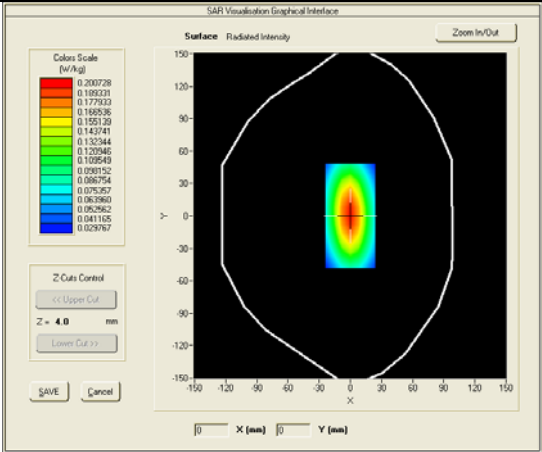 SAR Visualisation Graphical Interface
Surface Radiated Intensity
Zoom In/Out
Colors Scale
(W/kg)
0.200728
0.189331
0.177933
0.166536
0.155139
0.143741
0.132344
0.120946
0.109549
0.098152
0.086754
0.075357
0.063960
0.052562
0.041165
0.029767
Z-Cuts Control
<< Upper Cut
Z = 4.0 mm
Lower Cut >>
SAVE Cancel
150-
120-
90-
60-
30-
0-
-30-
-60-
-90-
-120-
-150-
Y
-150 -120 -90 -60 -30 0 30 60 90 120 150
X
0 X (mm) 0 Y (mm)